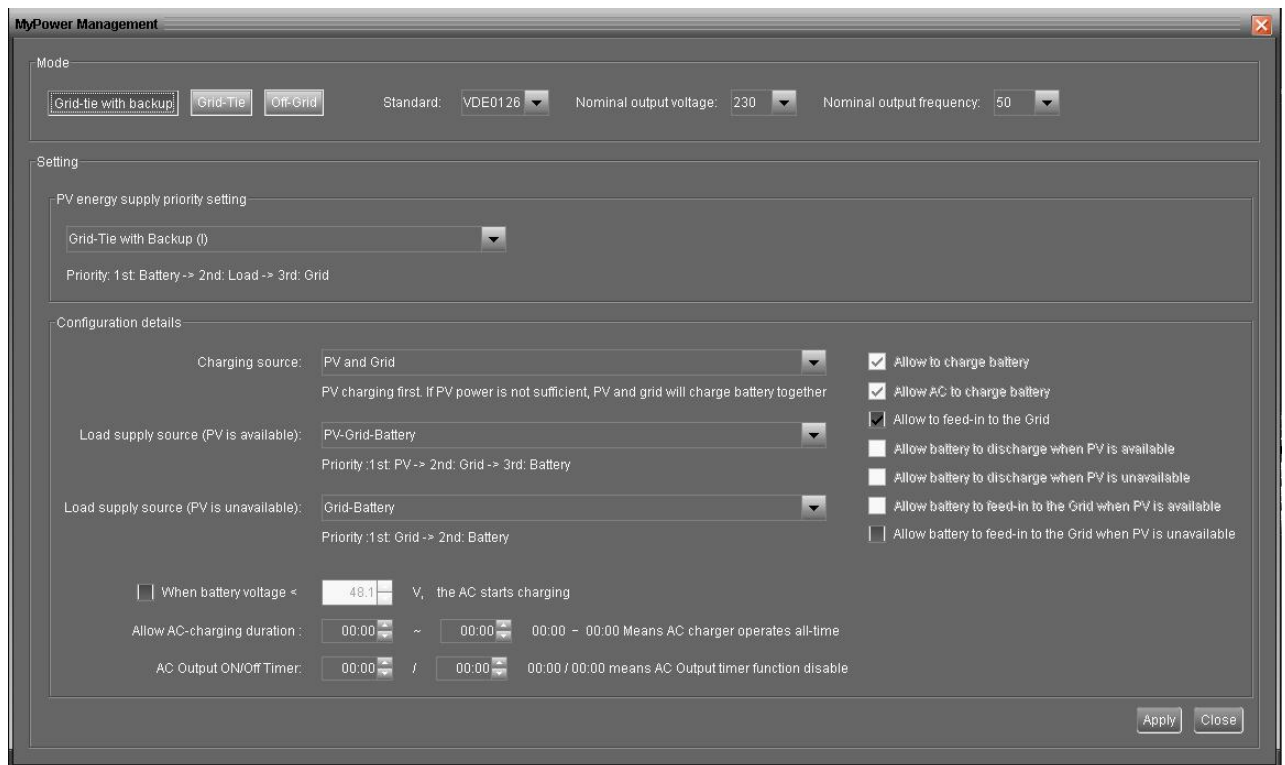 MyPower Management
Mode
Grid-tie with backup Grid-Tie Off-Grid Standard: VDE0126 Nominal output voltage: 230 Nominal output frequency: 50
Setting
PV energy supply priority setting
Grid-Tie with Backup (I)
Priority: 1st: Battery -> 2nd: Load -> 3rd: Grid
Configuration details
Charging source: PV and Grid
PV charging first. If PV power is not sufficient, PV and grid will charge battery together
Load supply source (PV is available): PV-Grid-Battery
Priority :1st: PV -> 2nd: Grid -> 3rd: Battery
Load supply source (PV is unavailable): Grid-Battery
Priority :1st: Grid -> 2nd: Battery
Allow to charge battery
Allow AC to charge battery
Allow to feed-in to the Grid
Allow battery to discharge when PV is available
Allow battery to discharge when PV is unavailable
Allow battery to feed-in to the Grid when PV is available
Allow battery to feed-in to the Grid when PV is unavailable
When battery voltage < 48.1 V, the AC starts charging
Allow AC-charging duration : 00:00 ~ 00:00 00:00 - 00:00 Means AC charger operates all-time
AC Output ON/Off Timer: 00:00 / 00:00 00:00 / 00:00 means AC Output timer function disable
Apply Close